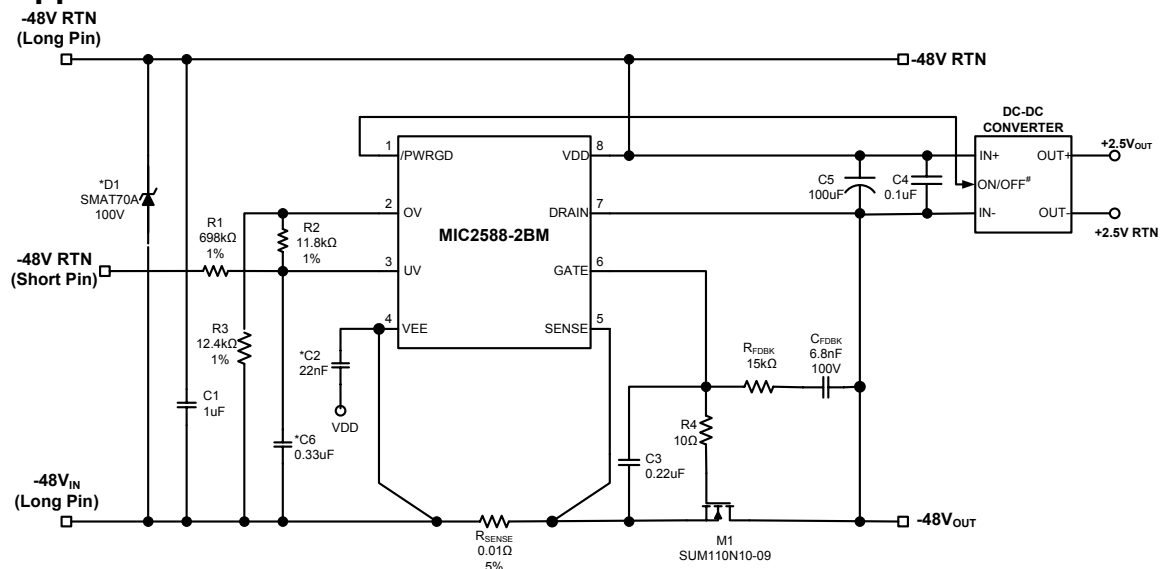 -48V RTN
(Long Pin)
-48V RTN
DC-DC
CONVERTER
+2.5VOUT
1
/PWRGD
VDD
8
IN+
OUT+
*D1
SMAT70A
100V
C5
100uF
C4
0.1uF
ON/OFF#
R1
698kΩ
1%
2
OV
R2
11.8kΩ
1%
DRAIN
7
IN-
OUT-
+2.5V RTN
MIC2588-2BM
-48V RTN
(Short Pin)
3
UV
GATE
6
4
VEE
SENSE
5
R3
12.4kΩ
1%
*C2
22nF
VDD
RFDBK
15kΩ
CFDBK
6.8nF
100V
C1
1uF
*C6
0.33uF
R4
10Ω
C3
0.22uF
-48VIN
(Long Pin)
RSENSE
0.01Ω
5%
M1
SUM110N10-09
-48VOUT